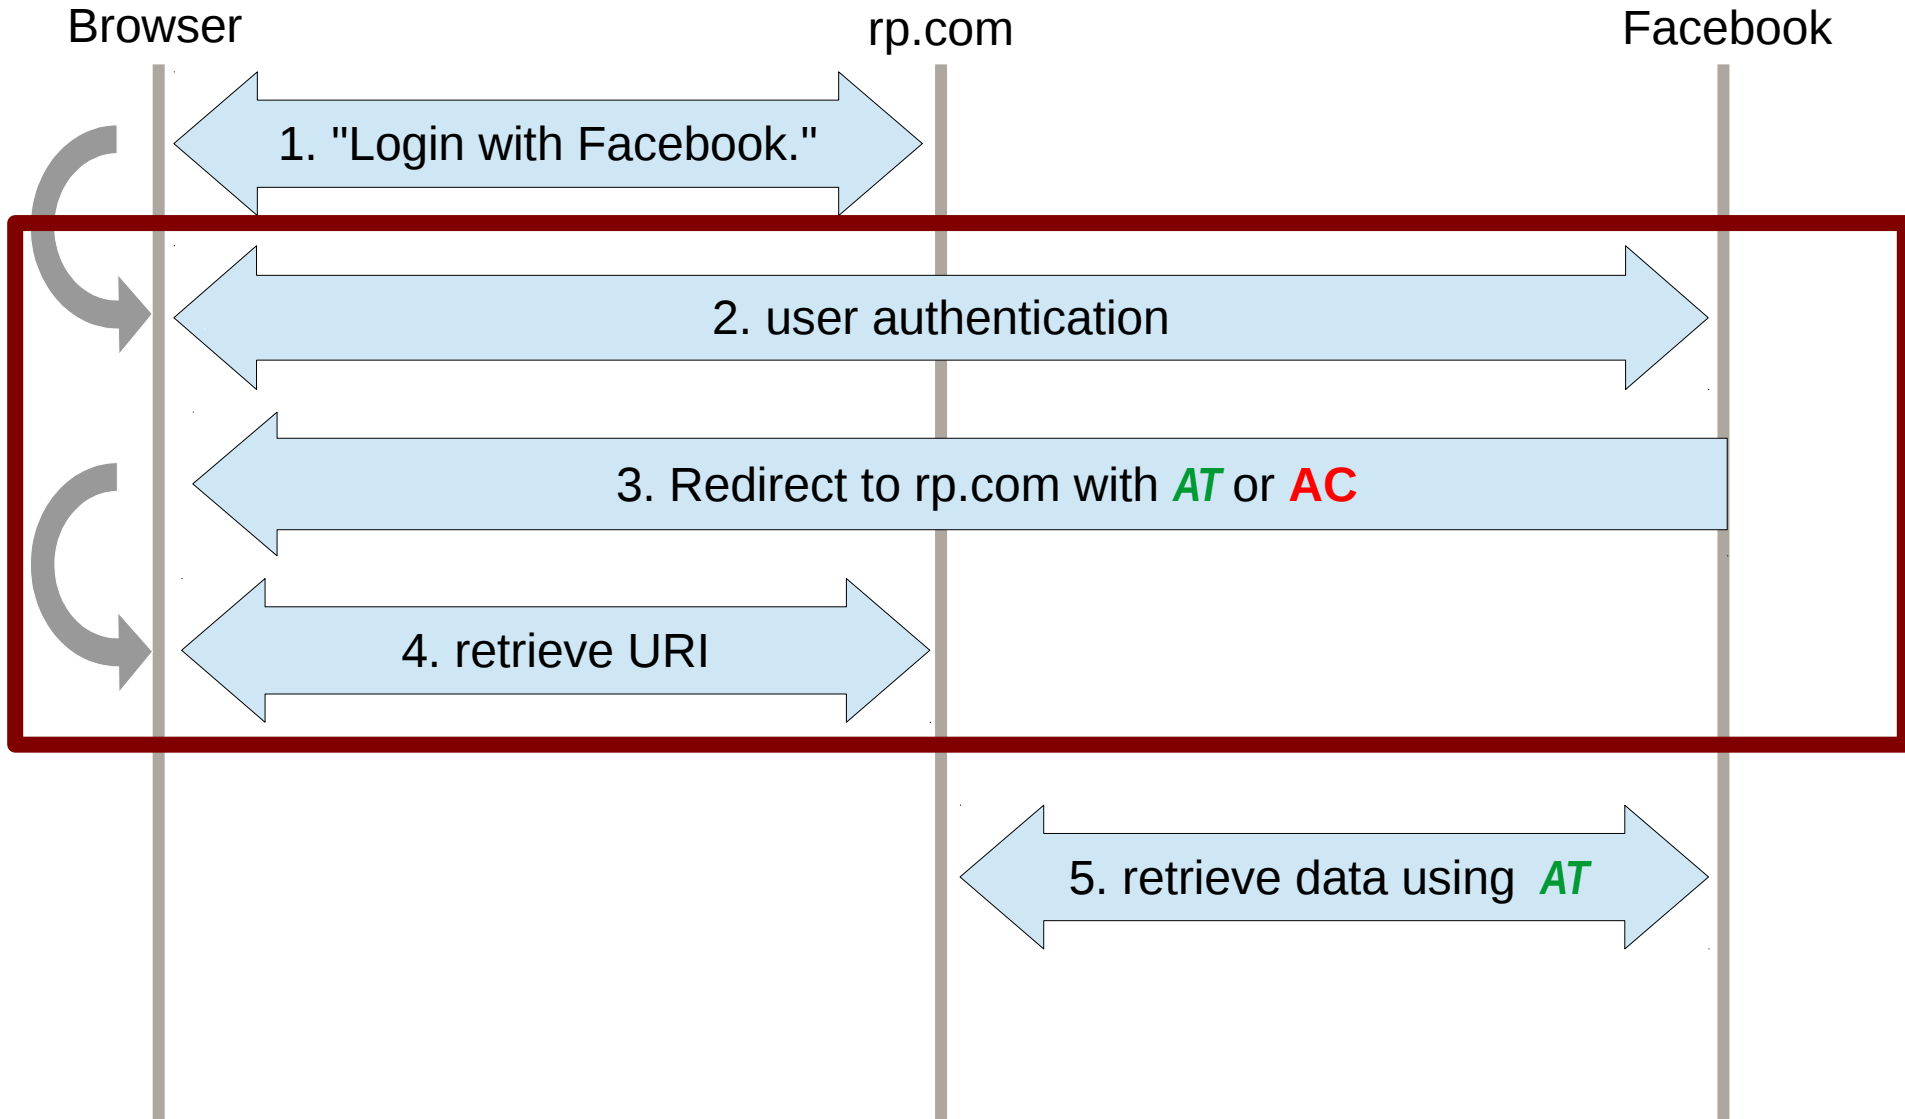 Browser
rp.com
Facebook
1. "Login with Facebook."
2. user authentication
3. Redirect to rp.com with AT or AC
4. retrieve URI
5. retrieve data using AT